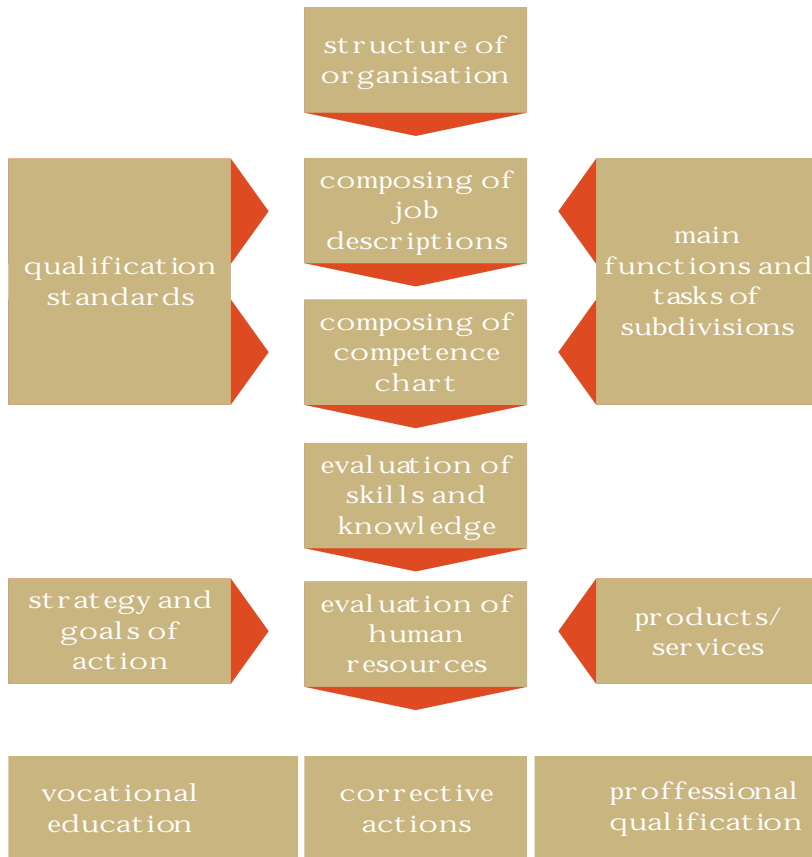 structure of
organisation
composing of
job
descriptions
qualification
standards
main
functions and
tasks of
subdivisions
composing of
competence
chart
evaluation of
skills and
knowledge
strategy and
goals of
action
evaluation of
human
resources
products/
services
vocational
education
corrective
actions
proffessional
qualification